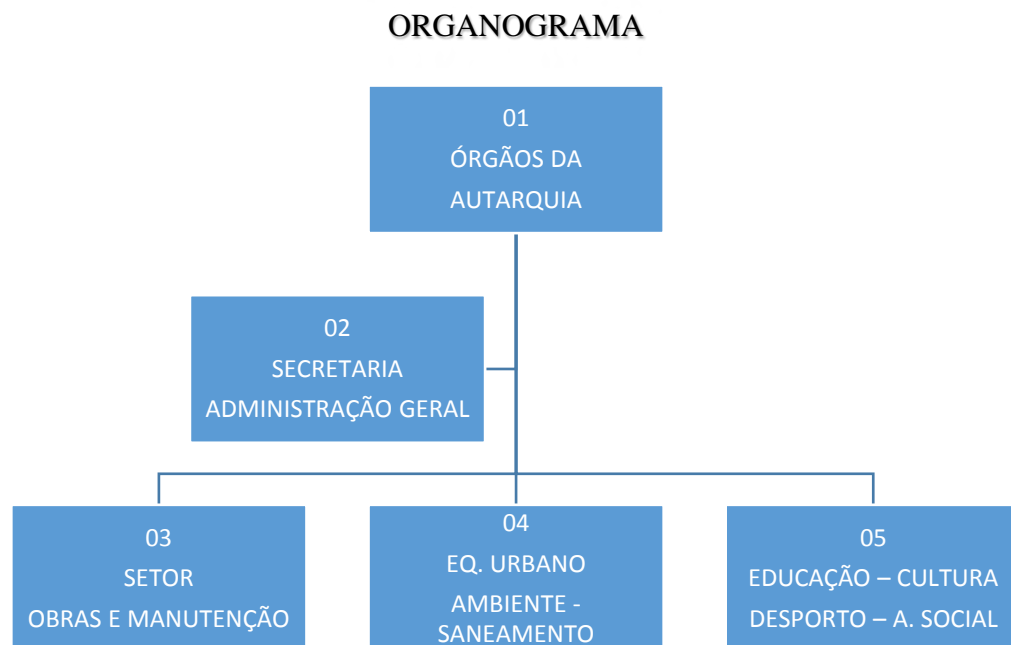 ORGANOGRAMA
01
ÓRGÃOS DA
AUTARQUIA
02
SECRETARIA
ADMINISTRAÇÃO GERAL
03
SETOR
OBRAS E MANUTENÇÃO
04
EQ. URBANO
AMBIENTE -
SANEAMENTO
05
EDUCAÇÃO – CULTURA
DESPORTO – A. SOCIAL